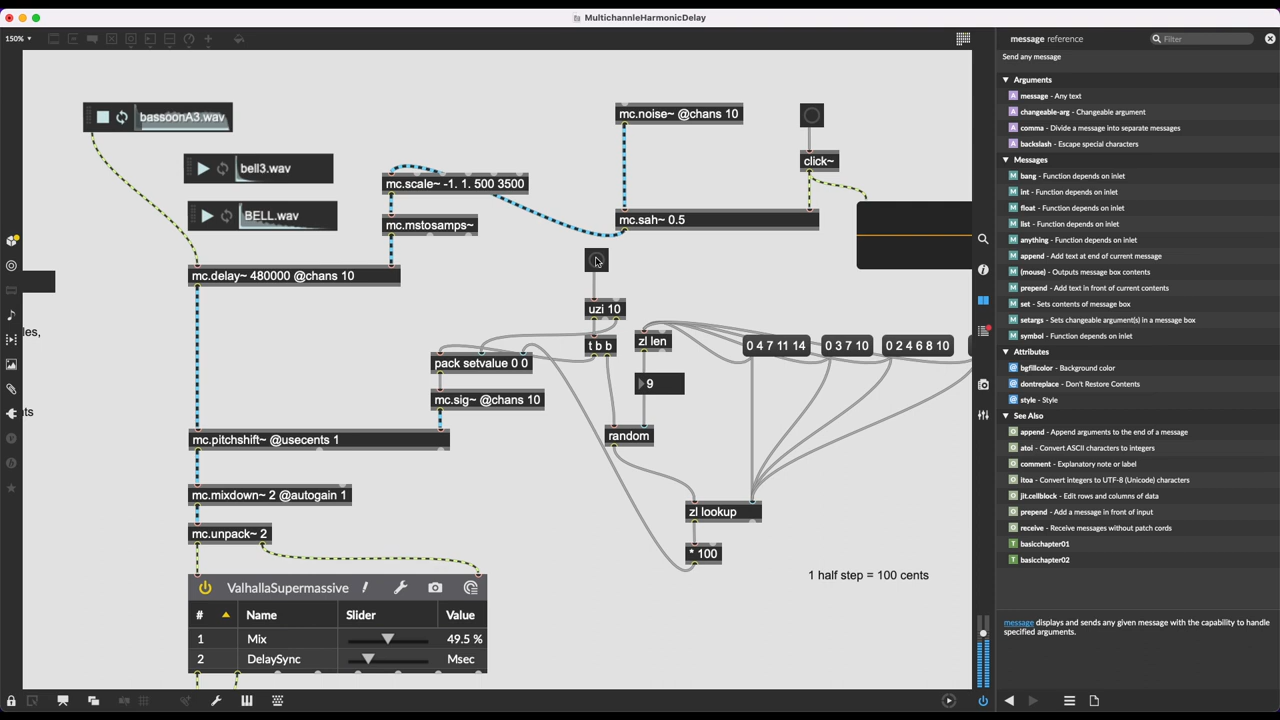 MultichannleHarmonicDelay
150%
message reference
Filter
Send any message
bassoonA3.wav
bell3.wav
BELL.wav
mc.scale~ -1. 1. 500 3500
mc.mstosamps~
mc.delay~ 480000 @chans 10
mc.noise~ @chans 10
click~
mc.sah~ 0.5
les,
nts
uzi 10
t b b
zl len
0 4 7 11 14
0 3 7 10
0 2 4 6 8 10
pack setvalue 0 0
9
mc.sig~ @chans 10
random
mc.pitchshift~ @usecents 1
mc.mixdown~ 2 @autogain 1
zl lookup
mc.unpack~ 2
* 100
1 half step = 100 cents
ValhallaSupermassive
# Name Slider Value
1 Mix 49.5 %
2 DelaySync Msec
Arguments
A message - Any text
A changeable-arg - Changeable argument
A comma - Divide a message into separate messages
A backslash - Escape special characters
Messages
M bang - Function depends on inlet
M int - Function depends on inlet
M float - Function depends on inlet
M list - Function depends on inlet
M anything - Function depends on inlet
M append - Add text at end of current message
M (mouse) - Outputs message box contents
M prepend - Add text in front of current contents
M set - Sets contents of message box
M setargs - Sets changeable argument(s) in a message box
M symbol - Function depends on inlet
Attributes
@ bgfillcolor - Background color
@ dontreplace - Don't Restore Contents
@ style - Style
See Also
O append - Append arguments to the end of a message
O atoi - Convert ASCII characters to integers
O comment - Explanatory note or label
O itoa - Convert integers to UTF-8 (Unicode) characters
O jit.cellblock - Edit rows and columns of data
O prepend - Add a message in front of input
O receive - Receive messages without patch cords
T basicchapter01
T basicchapter02
message displays and sends any given message with the capability to handle
specified arguments.